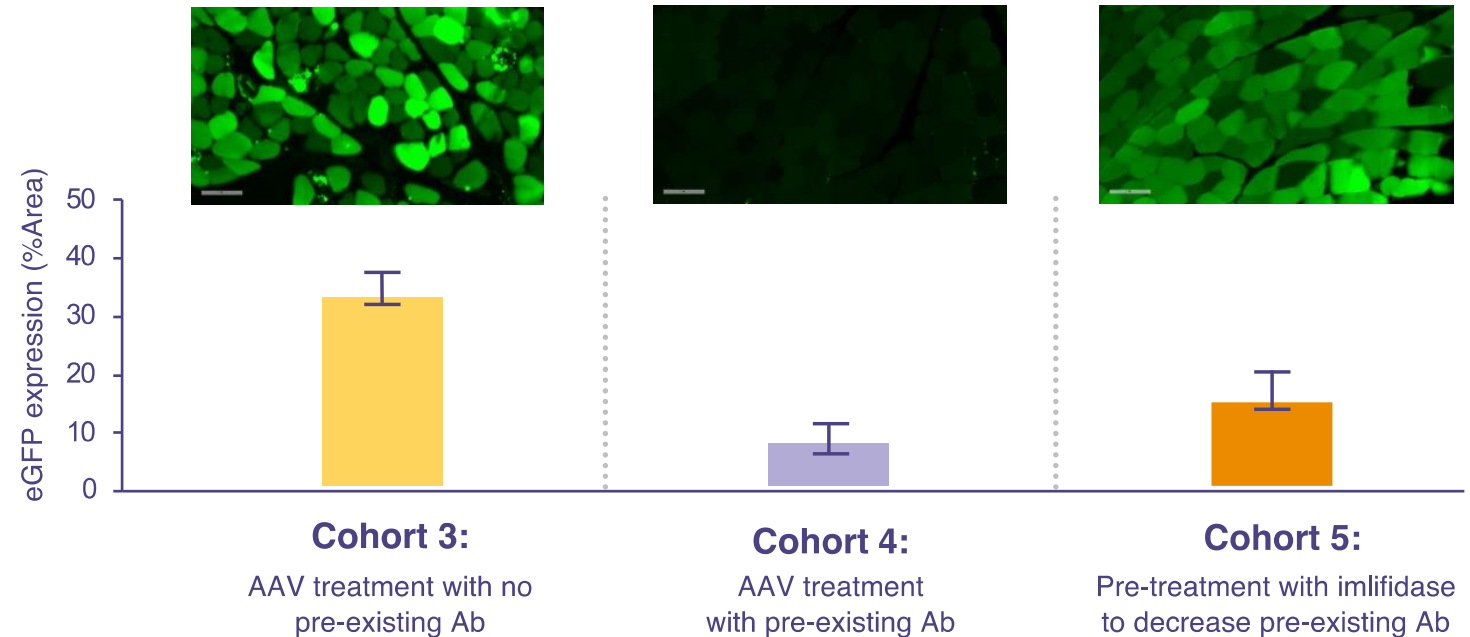 eGFP expression (%Area)
50
40
30
20
10
0
Cohort 3:
AAV treatment with no
pre-existing Ab
Cohort 4:
AAV treatment
with pre-existing Ab
Cohort 5:
Pre-treatment with imlifidase
to decrease pre-existing Ab